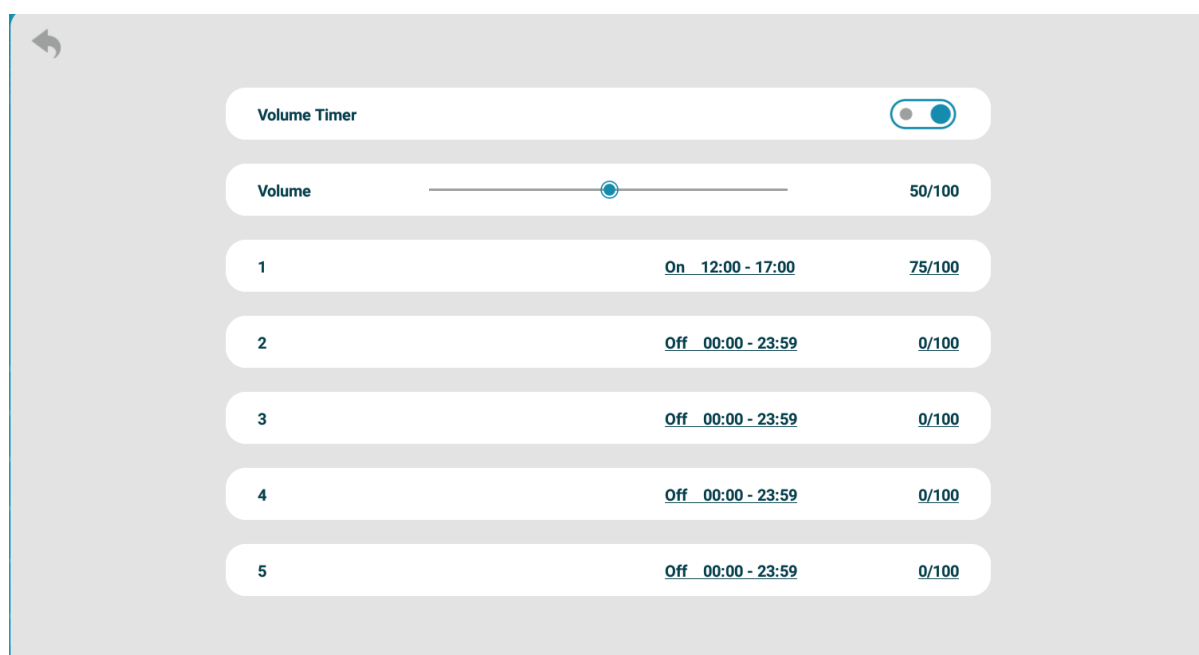 Volume Timer
Volume 50/100
1 On 12:00 - 17:00 75/100
2 Off 00:00 - 23:59 0/100
3 Off 00:00 - 23:59 0/100
4 Off 00:00 - 23:59 0/100
5 Off 00:00 - 23:59 0/100